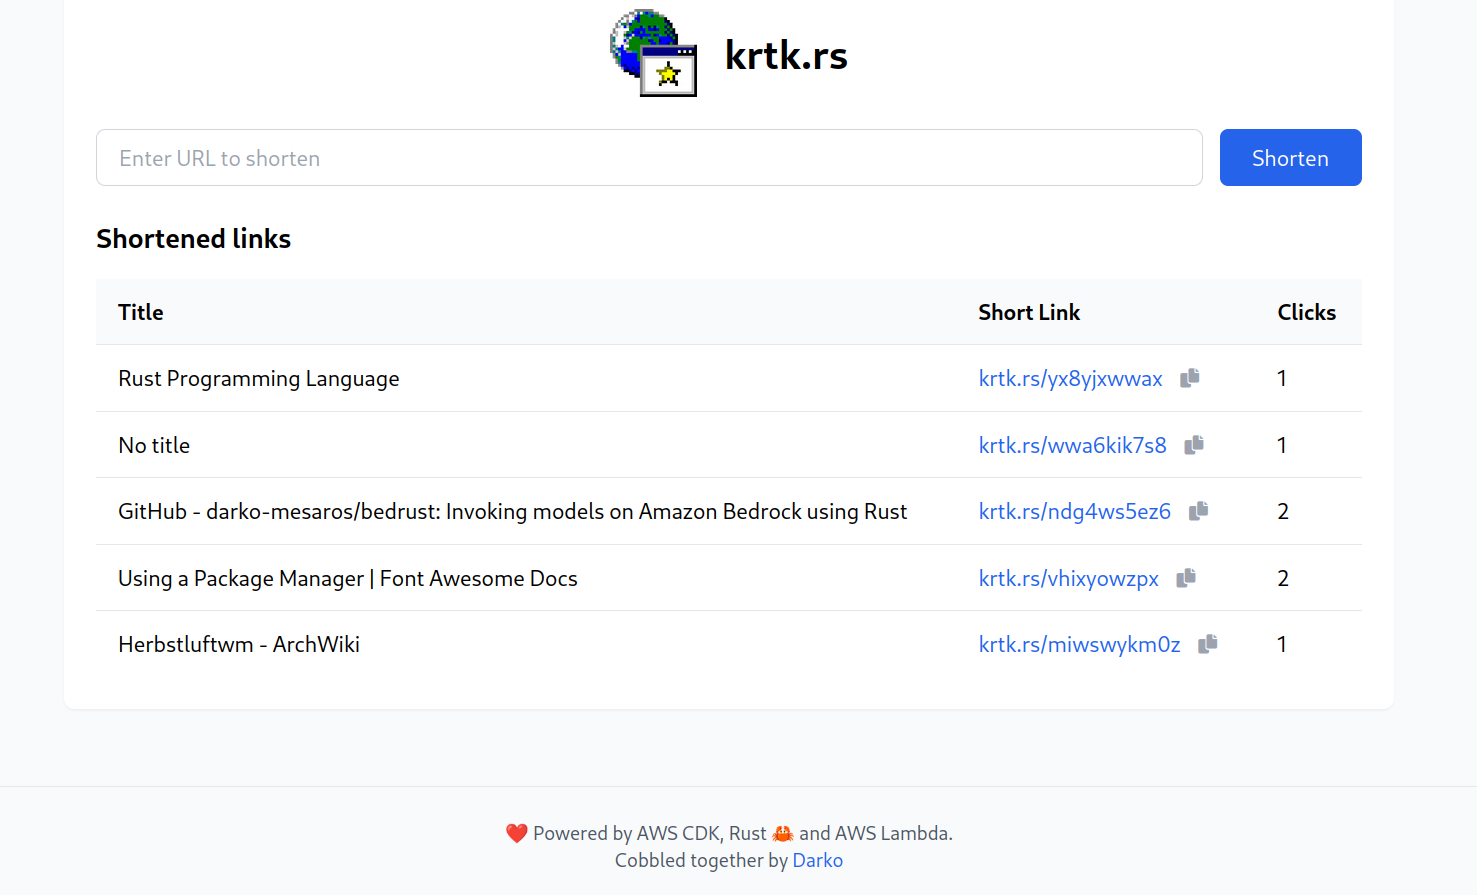 krtk.rs
Enter URL to shorten
Shorten
Shortened links
Title Short Link Clicks
Rust Programming Language krtk.rs/yx8yjxwwax 1
No title krtk.rs/wwa6kik7s8 1
GitHub - darko-mesaros/bedrust: Invoking models on Amazon Bedrock using Rust krtk.rs/ndg4ws5ez6 2
Using a Package Manager | Font Awesome Docs krtk.rs/vhixyowzpx 2
Herbstluftwm - ArchWiki krtk.rs/miwswykm0z 1
❤️ Powered by AWS CDK, Rust 🦀 and AWS Lambda.
Cobbled together by Darko